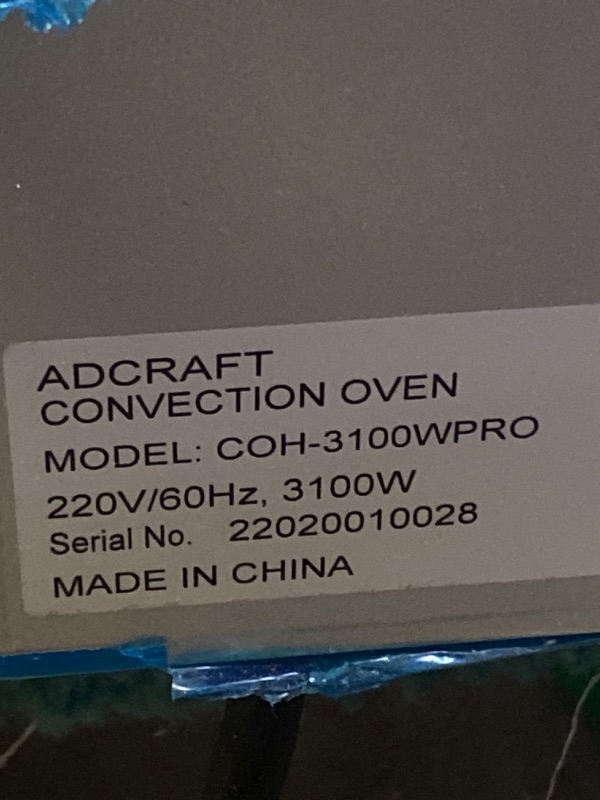 ADCRAFT
CONVECTION OVEN
MODEL: COH-3100WPRO
220V/60Hz, 3100W
Serial No. 22020010028
MADE IN CHINA